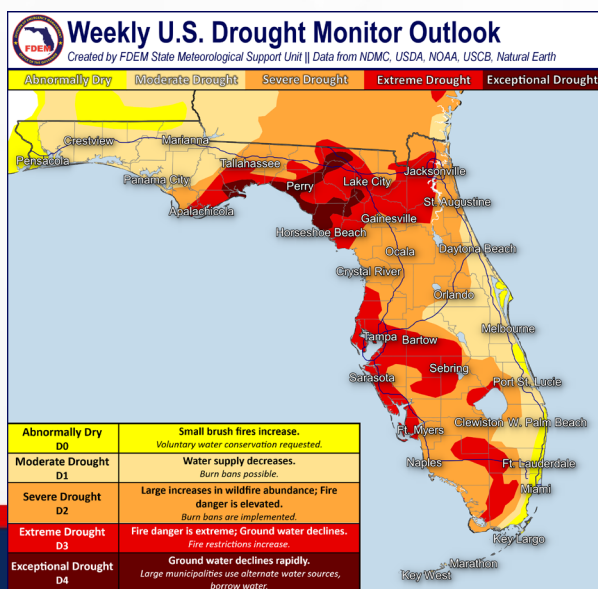 Weekly U.S. Drought Monitor Outlook
FDEM
Created by FDEM State Meteorological Support Unit || Data from NDMC, USDA, NOAA, USCB, Natural Earth
Abnormally Dry Moderate Drought Severe Drought Extreme Drought Exceptional Drought
Crestview
Marianna
Pensacola
Tallahassee
Panama City
Perry
Lake City
Jacksonville
Apalachicola
St. Augustine
Gainesville
Horseshoe Beach
Ocala
Daytona Beach
Crystal River
Orlando
Melbourne
Tampa
Bartow
Sebring
Sarasota
Port St. Lucie
Clewiston
W. Palm Beach
Ft. Myers
Naples
Ft. Lauderdale
Miami
Key Largo
Marathon
Key West
Abnormally Dry
D0
Small brush fires increase.
Voluntary water conservation requested.
Moderate Drought
D1
Water supply decreases.
Burn bans possible.
Severe Drought
D2
Large increases in wildfire abundance; Fire
danger is elevated.
Burn bans are implemented.
Extreme Drought
D3
Fire danger is extreme; Ground water declines.
Fire restrictions increase.
Exceptional Drought
D4
Ground water declines rapidly.
Large municipalities use alternate water sources,
borrow water.